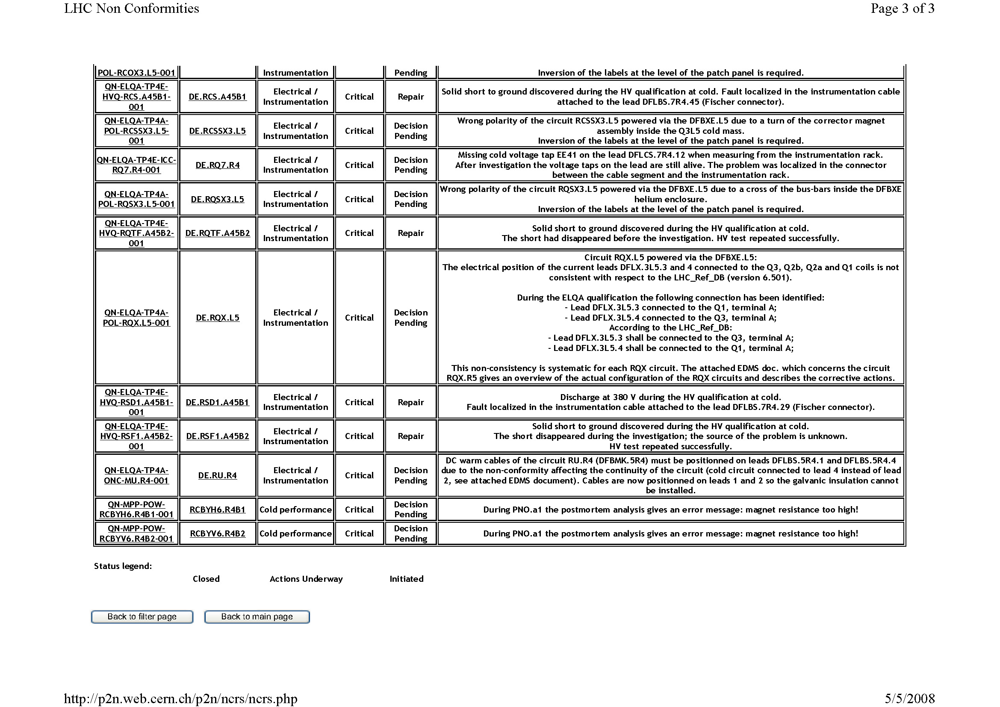 LHC Non Conformities
Page 3 of 3
POL-RCOX3.L5-001
Instrumentation
Pending
Inversion of the labels at the level of the patch panel is required.
QN-ELQA-TP4E-
HVQ-RCS.A45B1-
001
DE.RCS.A45B1
Electrical /
Instrumentation
Critical
Repair
Solid short to ground discovered during the HV qualification at cold. Fault localized in the instrumentation cable
attached to the lead DFLBS.7R4.45 (Fischer connector).
QN-ELQA-TP4A-
POL-RCSSX3.L5-
001
DE.RCSSX3.L5
Electrical /
Instrumentation
Critical
Decision
Pending
Wrong polarity of the circuit RCSSX3.L5 powered via the DFBXE.L5 due to a turn of the corrector magnet
assembly inside the Q3L5 cold mass.
Inversion of the labels at the level of the patch panel is required.
QN-ELQA-TP4E-ICC-
RQ7.R4-001
DE.RQ7.R4
Electrical /
Instrumentation
Critical
Decision
Pending
Missing cold voltage tap EE41 on the lead DFLCS.7R4.12 when measuring from the instrumentation rack.
After investigation the voltage taps on the lead are still alive. The problem was localized in the connector
between the cable segment and the instrumentation rack.
QN-ELQA-TP4A-
POL-RQSX3.L5-001
DE.RQSX3.L5
Electrical /
Instrumentation
Critical
Decision
Pending
Wrong polarity of the circuit RQSX3.L5 powered via the DFBXE.L5 due to a cross of the bus-bars inside the DFBXE
helium enclosure.
Inversion of the labels at the level of the patch panel is required.
QN-ELQA-TP4E-
HVQ-RQTF.A45B2-
001
DE.RQTF.A45B2
Electrical /
Instrumentation
Critical
Repair
Solid short to ground discovered during the HV qualification at cold.
The short had disappeared before the investigation. HV test repeated successfully.
QN-ELQA-TP4A-
POL-RQX.L5-001
DE.RQX.L5
Electrical /
Instrumentation
Critical
Decision
Pending
Circuit RQX.L5 powered via the DFBXE.L5:
The electrical position of the current leads DFLX.3L5.3 and 4 connected to the Q3, Q2b, Q2a and Q1 coils is not
consistent with respect to the LHC_Ref_DB (version 6.501).
During the ELQA qualification the following connection has been identified:
- Lead DFLX.3L5.3 connected to the Q1, terminal A;
- Lead DFLX.3L5.4 connected to the Q3, terminal A;
According to the LHC_Ref_DB:
- Lead DFLX.3L5.3 shall be connected to the Q3, terminal A;
- Lead DFLX.3L5.4 shall be connected to the Q1, terminal A;
This non-consistency is systematic for each RQX circuit. The attached EDMS doc. which concerns the circuit
RQX.R5 gives an overview of the actual configuration of the RQX circuits and describes the corrective actions.
QN-ELQA-TP4E-
HVQ-RSD1.A45B1-
001
DE.RSD1.A45B1
Electrical /
Instrumentation
Critical
Repair
Discharge at 380 V during the HV qualification at cold.
Fault localized in the instrumentation cable attached to the lead DFLBS.7R4.29 (Fischer connector).
QN-ELQA-TP4E-
HVQ-RSF1.A45B2-
001
DE.RSF1.A45B2
Electrical /
Instrumentation
Critical
Repair
Solid short to ground discovered during the HV qualification at cold.
The short disappeared during the investigation; the source of the problem is unknown.
HV test repeated successfully.
QN-ELQA-TP4A-
ONC-MU.R4-001
DE.RU.R4
Electrical /
Instrumentation
Critical
Decision
Pending
DC warm cables of the circuit RU.R4 (DFBMK.5R4) must be positionned on leads DFLBS.5R4.1 and DFLBS.5R4.4
due to the non-conformity affecting the continuity of the circuit (cold circuit connected to lead 4 instead of lead
2, see attached EDMS document). Cables are now positionned on leads 1 and 2 so the galvanic insulation cannot
be installed.
QN-MPP-POW-
RCBYH6.R4B1-001
RCBYH6.R4B1
Cold performance
Critical
Decision
Pending
During PNO.a1 the postmortem analysis gives an error message: magnet resistance too high!
QN-MPP-POW-
RCBYV6.R4B2-001
RCBYV6.R4B2
Cold performance
Critical
Decision
Pending
During PNO.a1 the postmortem analysis gives an error message: magnet resistance too high!
Status legend:
Closed
Actions Underway
Initiated
Back to filter page
Back to main page
http://p2n.web.cern.ch/p2n/ncrs/ncrs.php
5/5/2008